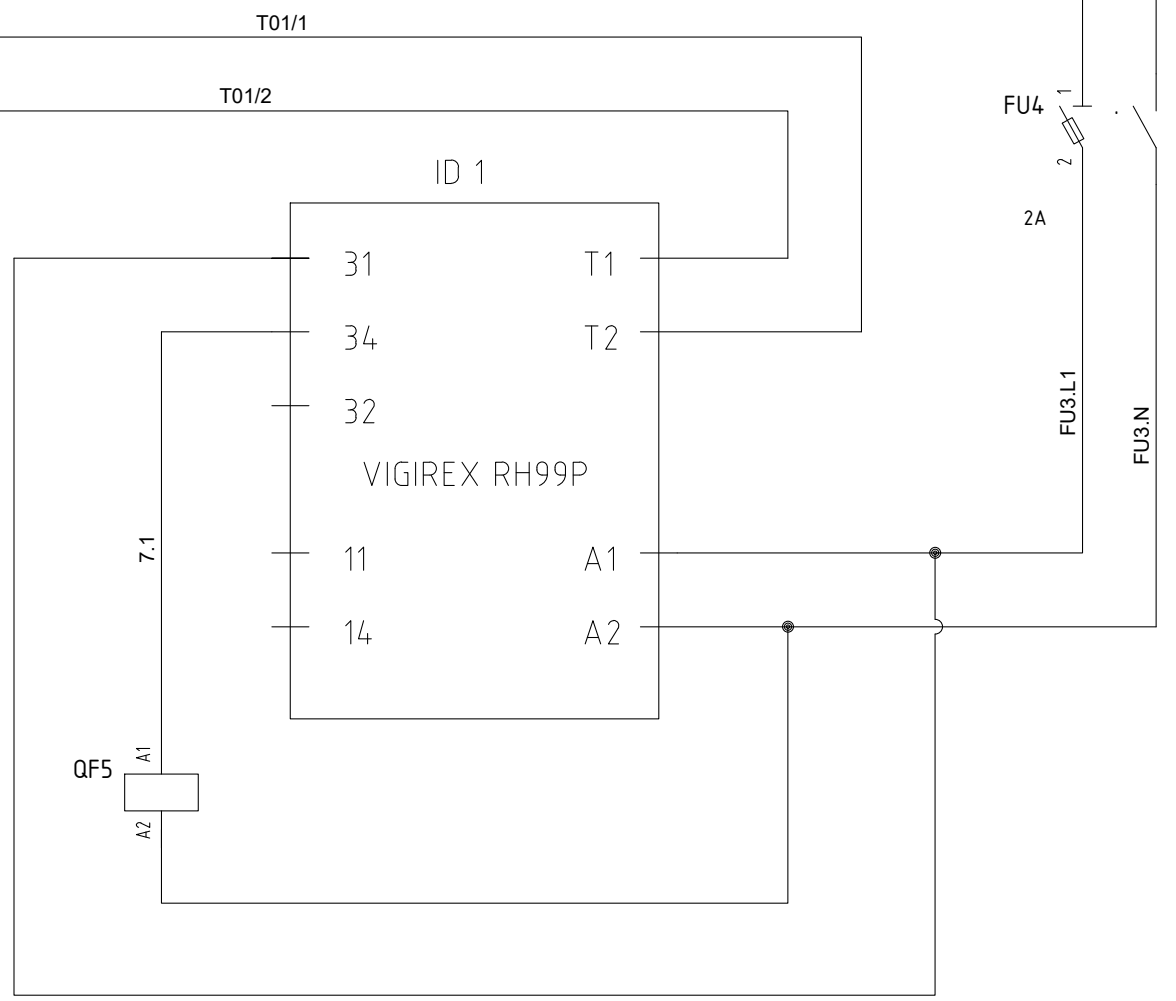 T01/1
T01/2
FU4
1
2
2A
ID 1
31
T1
34
T2
32
VIGIREX RH99P
FU3.L1
FU3.N
7.1
11
A1
14
A2
QF5
A1
A2